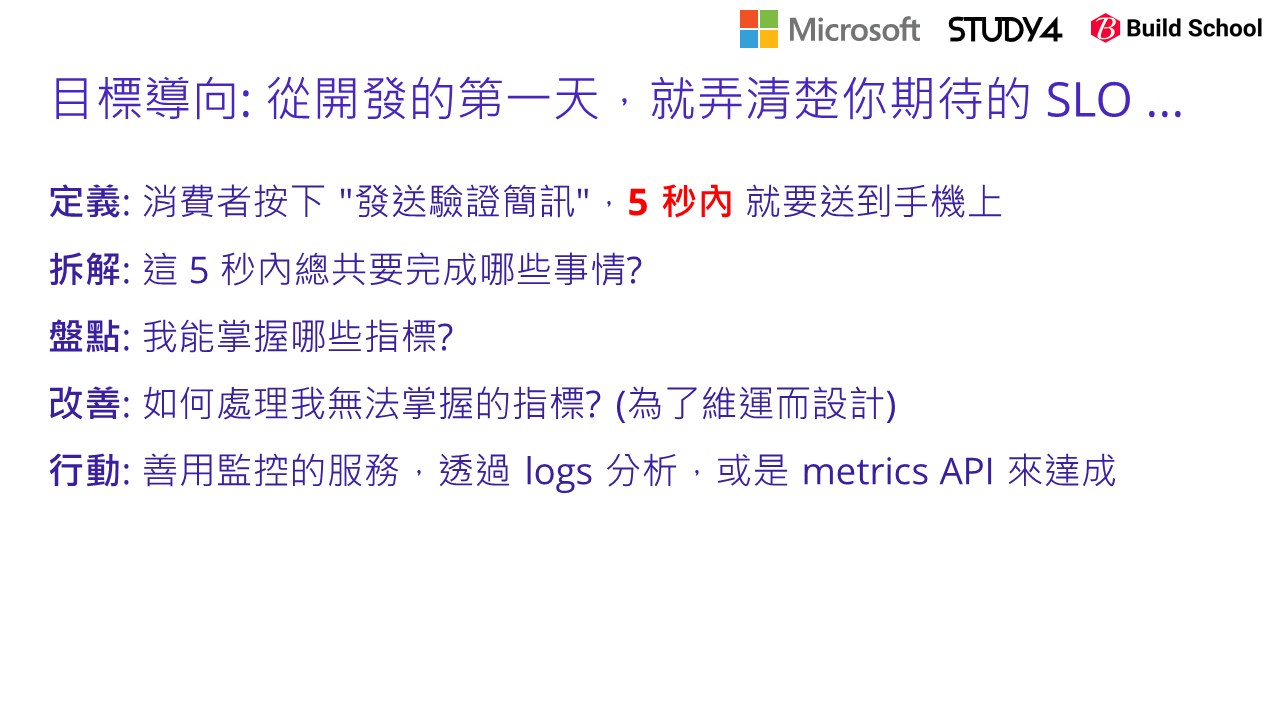 Microsoft STUDY4 Build School
目標導向: 從開發的第一天，就弄清楚你期待的 SLO ...
定義: 消費者按下 "發送驗證簡訊"，5 秒內 就要送到手機上
拆解: 這 5 秒內總共要完成哪些事情?
盤點: 我能掌握哪些指標?
改善: 如何處理我無法掌握的指標? (為了維運而設計)
行動: 善用監控的服務，透過 logs 分析，或是 metrics API 來達成